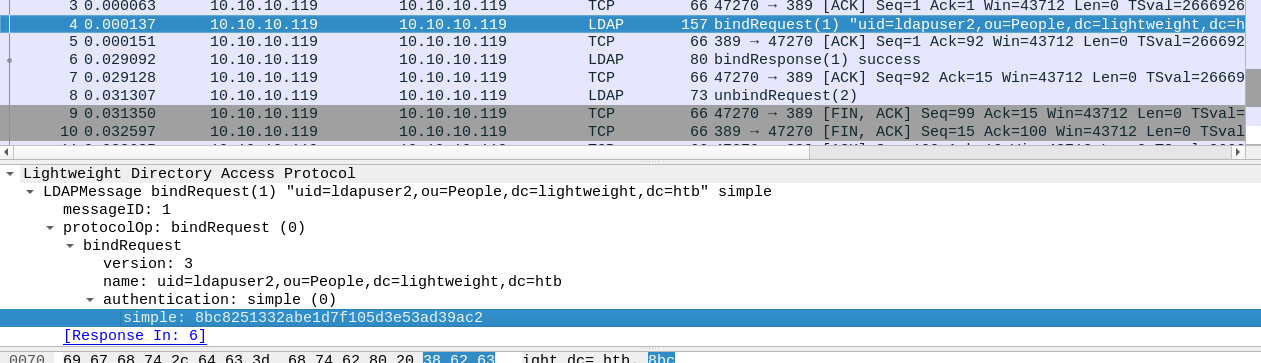 3 0.000063 10.10.10.119 10.10.10.119 TCP 66 47270 → 389 [ACK] Seq=1 Ack=1 Win=43712 Len=0 TSval=2666926
4 0.000137 10.10.10.119 10.10.10.119 LDAP 157 bindRequest(1) "uid=ldapuser2,ou=People,dc=lightweight,dc=h
5 0.000151 10.10.10.119 10.10.10.119 TCP 66 389 → 47270 [ACK] Seq=1 Ack=92 Win=43712 Len=0 TSval=266692
6 0.029092 10.10.10.119 10.10.10.119 LDAP 80 bindResponse(1) success
7 0.029128 10.10.10.119 10.10.10.119 TCP 66 47270 → 389 [ACK] Seq=92 Ack=15 Win=43712 Len=0 TSval=26669
8 0.031307 10.10.10.119 10.10.10.119 LDAP 73 unbindRequest(2)
9 0.031350 10.10.10.119 10.10.10.119 TCP 66 47270 → 389 [FIN, ACK] Seq=99 Ack=15 Win=43712 Len=0 TSval=
10 0.032597 10.10.10.119 10.10.10.119 TCP 66 389 → 47270 [FIN, ACK] Seq=15 Ack=100 Win=43712 Len=0 TSval
Lightweight Directory Access Protocol
LDAPMessage bindRequest(1) "uid=ldapuser2,ou=People,dc=lightweight,dc=htb" simple
messageID: 1
protocolOp: bindRequest (0)
bindRequest
version: 3
name: uid=ldapuser2,ou=People,dc=lightweight,dc=htb
authentication: simple (0)
simple: 8bc8251332abe1d7f105d3e53ad39ac2
[Response In: 6]
0070 69 67 68 74 2c 64 63 3d 68 74 62 80 20 38 62 63 ight,dc= htb. 8bc